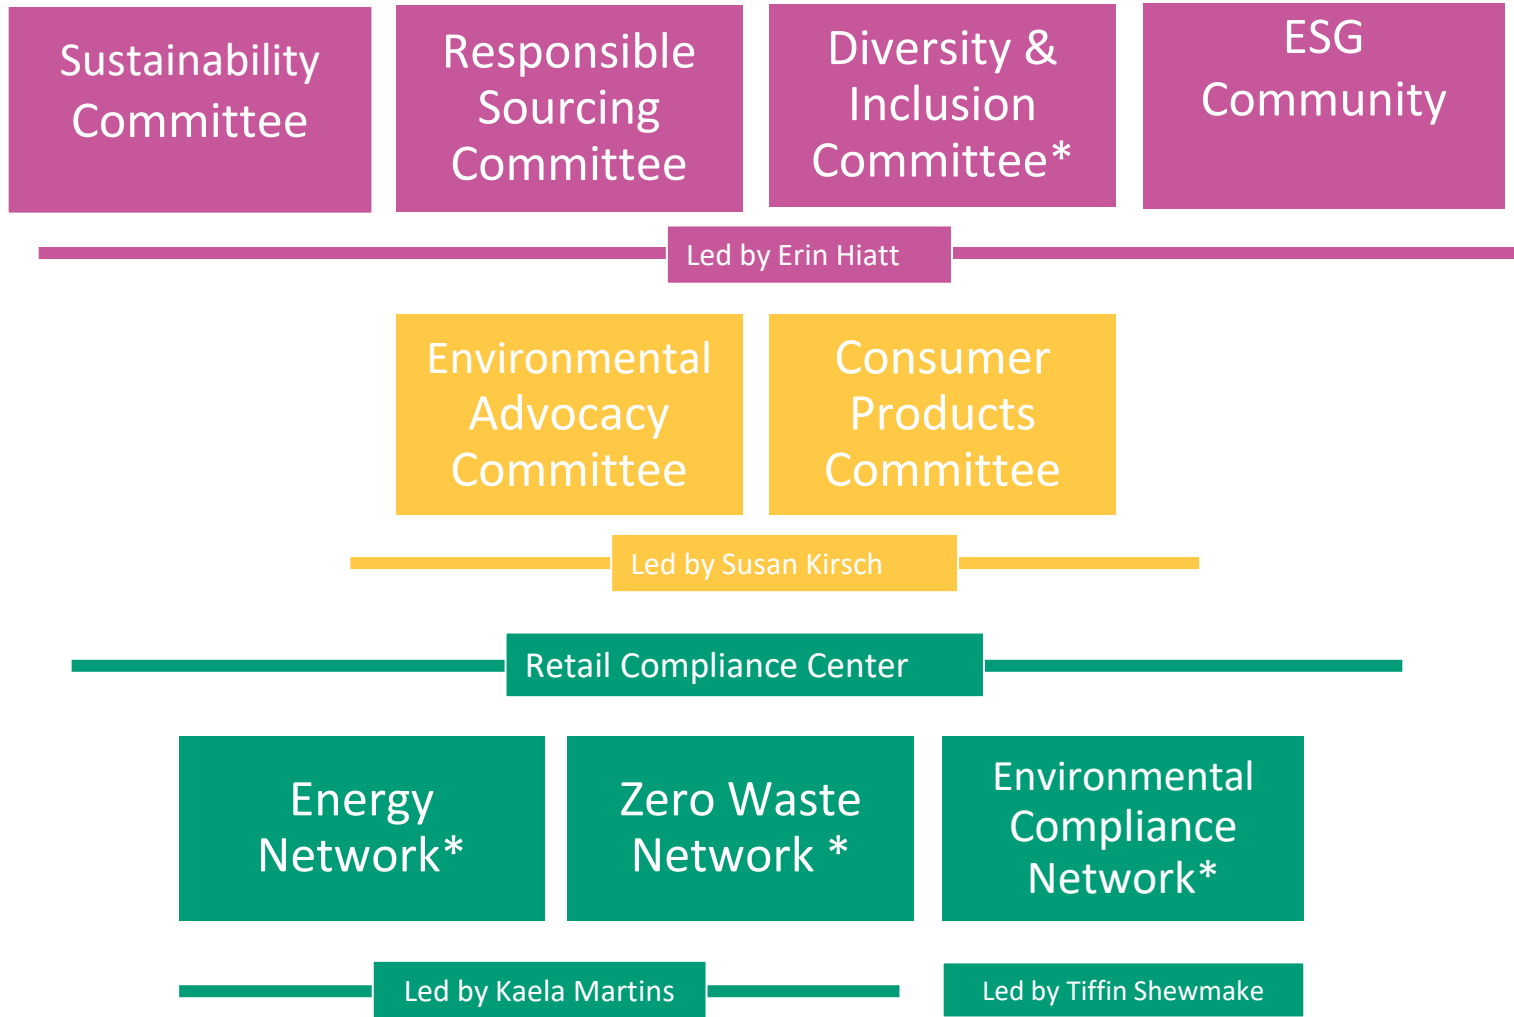 Sustainability
Committee
Responsible
Sourcing
Committee
Diversity &
Inclusion
Committee*
ESG
Community
Led by Erin Hiatt
Environmental
Advocacy
Committee
Consumer
Products
Committee
Led by Susan Kirsch
Retail Compliance Center
Energy
Network*
Zero Waste
Network *
Environmental
Compliance
Network*
Led by Kaela Martins
Led by Tiffin Shewmake